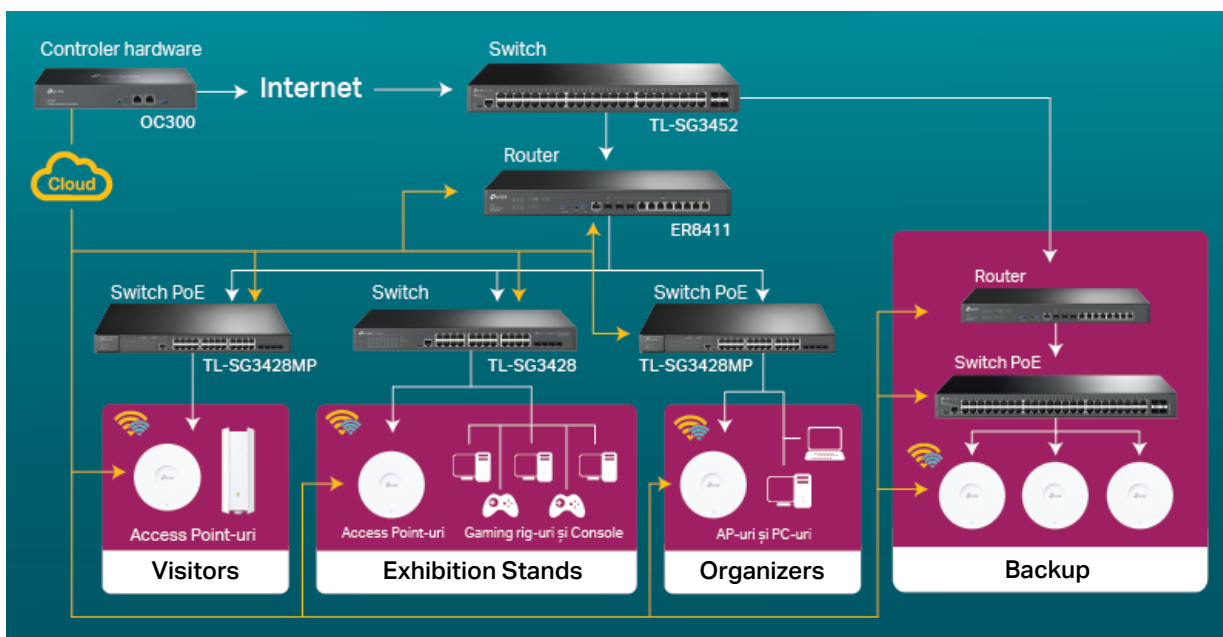 Controler hardware
OC300
Internet
Switch
TL-SG3452
Cloud
Router
ER8411
Switch PoE
TL-SG3428MP
Switch
TL-SG3428
Switch PoE
TL-SG3428MP
Router
Switch PoE
Access Point-uri
Visitors
Access Point-uri
Gaming rig-uri și Console
Exhibition Stands
AP-uri și PC-uri
Organizers
Backup